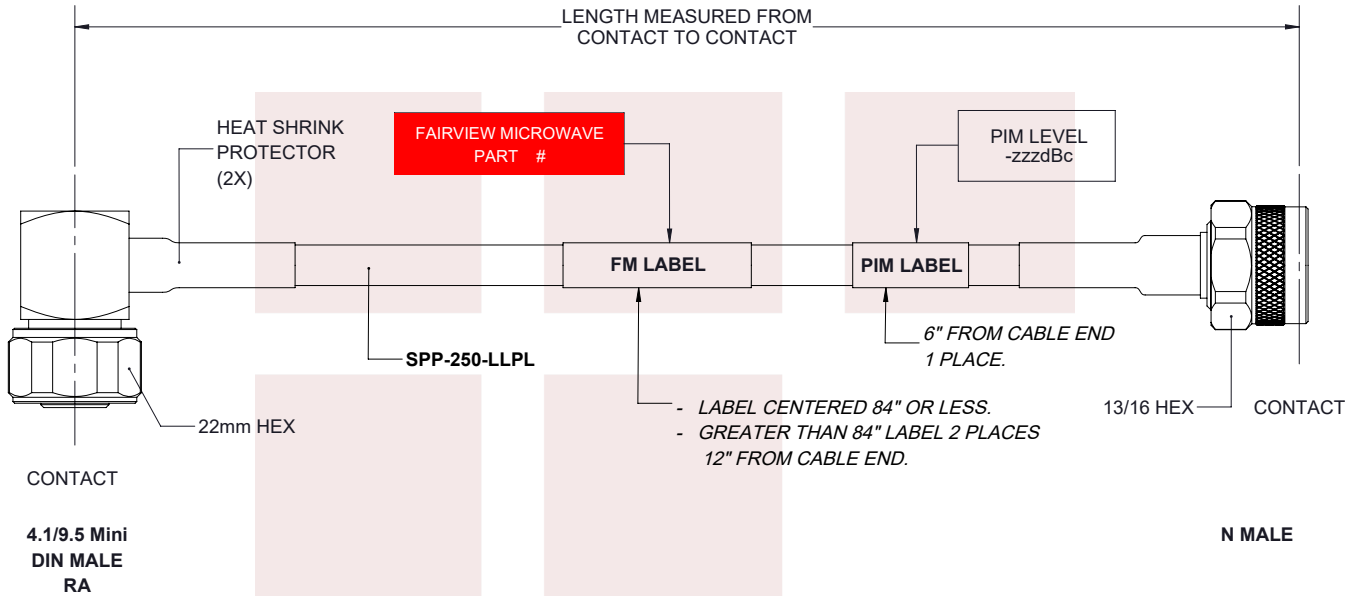 LENGTH MEASURED FROM
CONTACT TO CONTACT
HEAT SHRINK
PROTECTOR
(2X)
FAIRVIEW MICROWAVE
PART #
PIM LEVEL
-zzzdBc
FM LABEL
PIM LABEL
SPP-250-LLPL
6" FROM CABLE END
1 PLACE.
22mm HEX
- LABEL CENTERED 84" OR LESS.
- GREATER THAN 84" LABEL 2 PLACES
12" FROM CABLE END.
13/16 HEX
CONTACT
CONTACT
4.1/9.5 Mini
DIN MALE
RA
N MALE